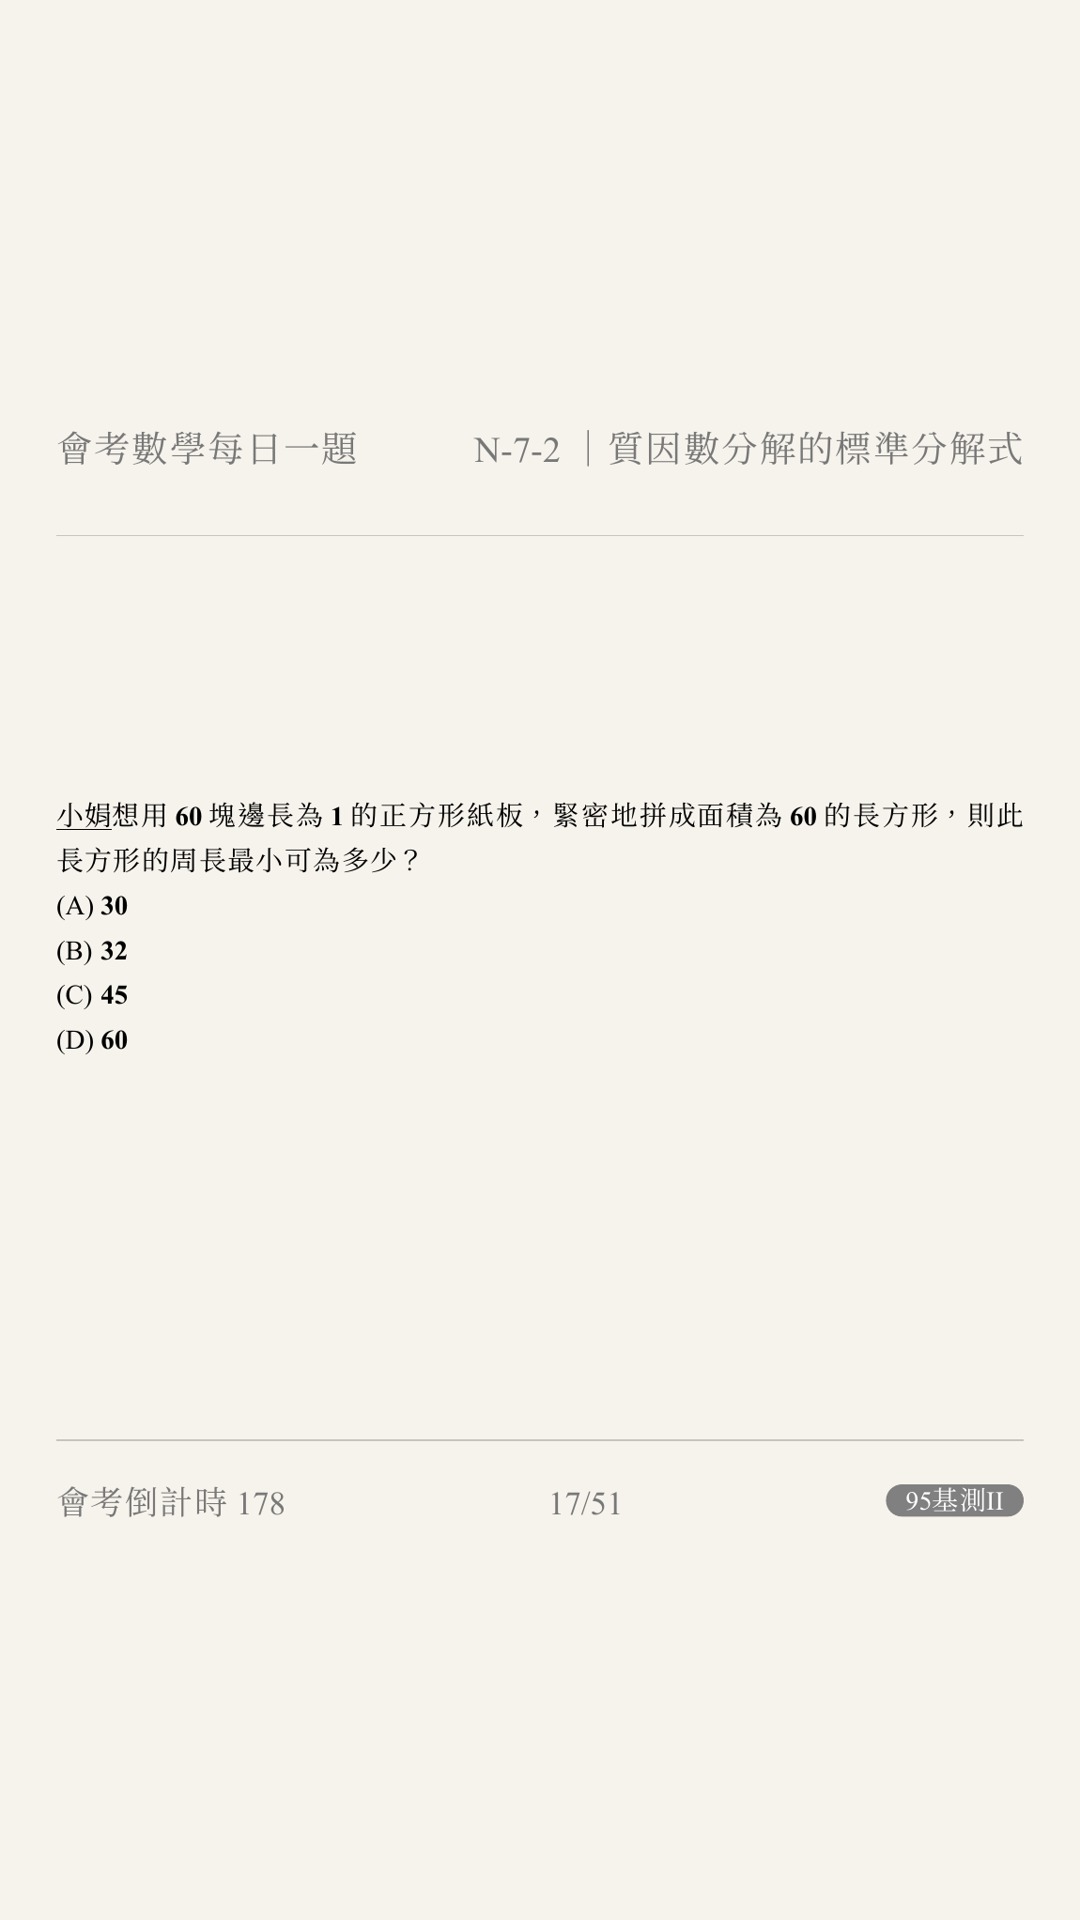 會考數學每日一題
N-7-2 ｜質因數分解的標準分解式
小娟想用 60 塊邊長為 1 的正方形紙板，緊密地拼成面積為 60 的長方形，則此
長方形的周長最小可為多少？
(A) 30
(B) 32
(C) 45
(D) 60
會考倒計時 178
17/51
95基測II